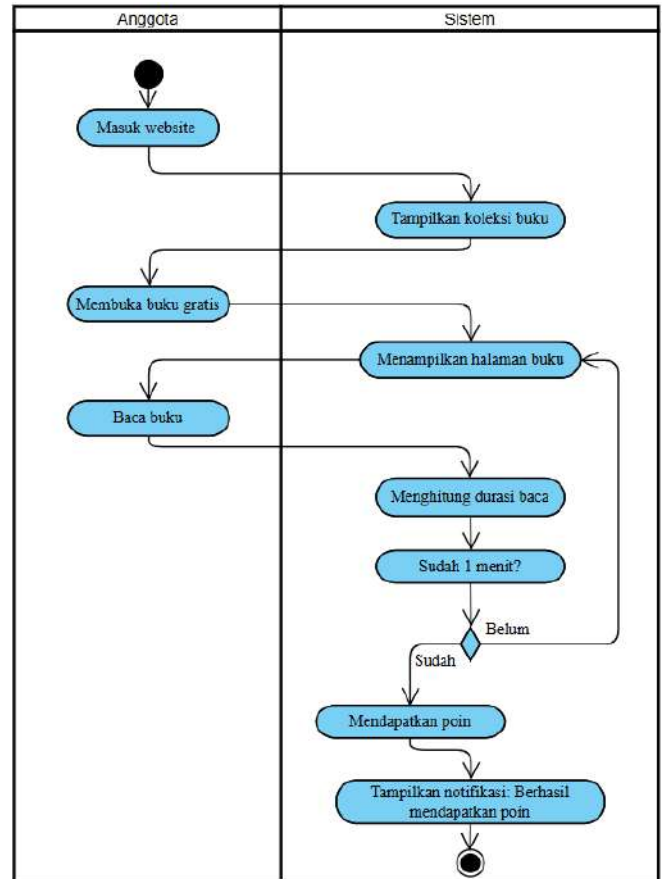 Anggota
Sistem
Masuk website
Tampilkan koleksi buku
Membuka buku gratis
Menampilkan halaman buku
Baca buku
Menghitung durasi baca
Sudah 1 menit?
Belum
Sudah
Mendapatkan poin
Tampilkan notifikasi: Berhasil
mendapatkan poin